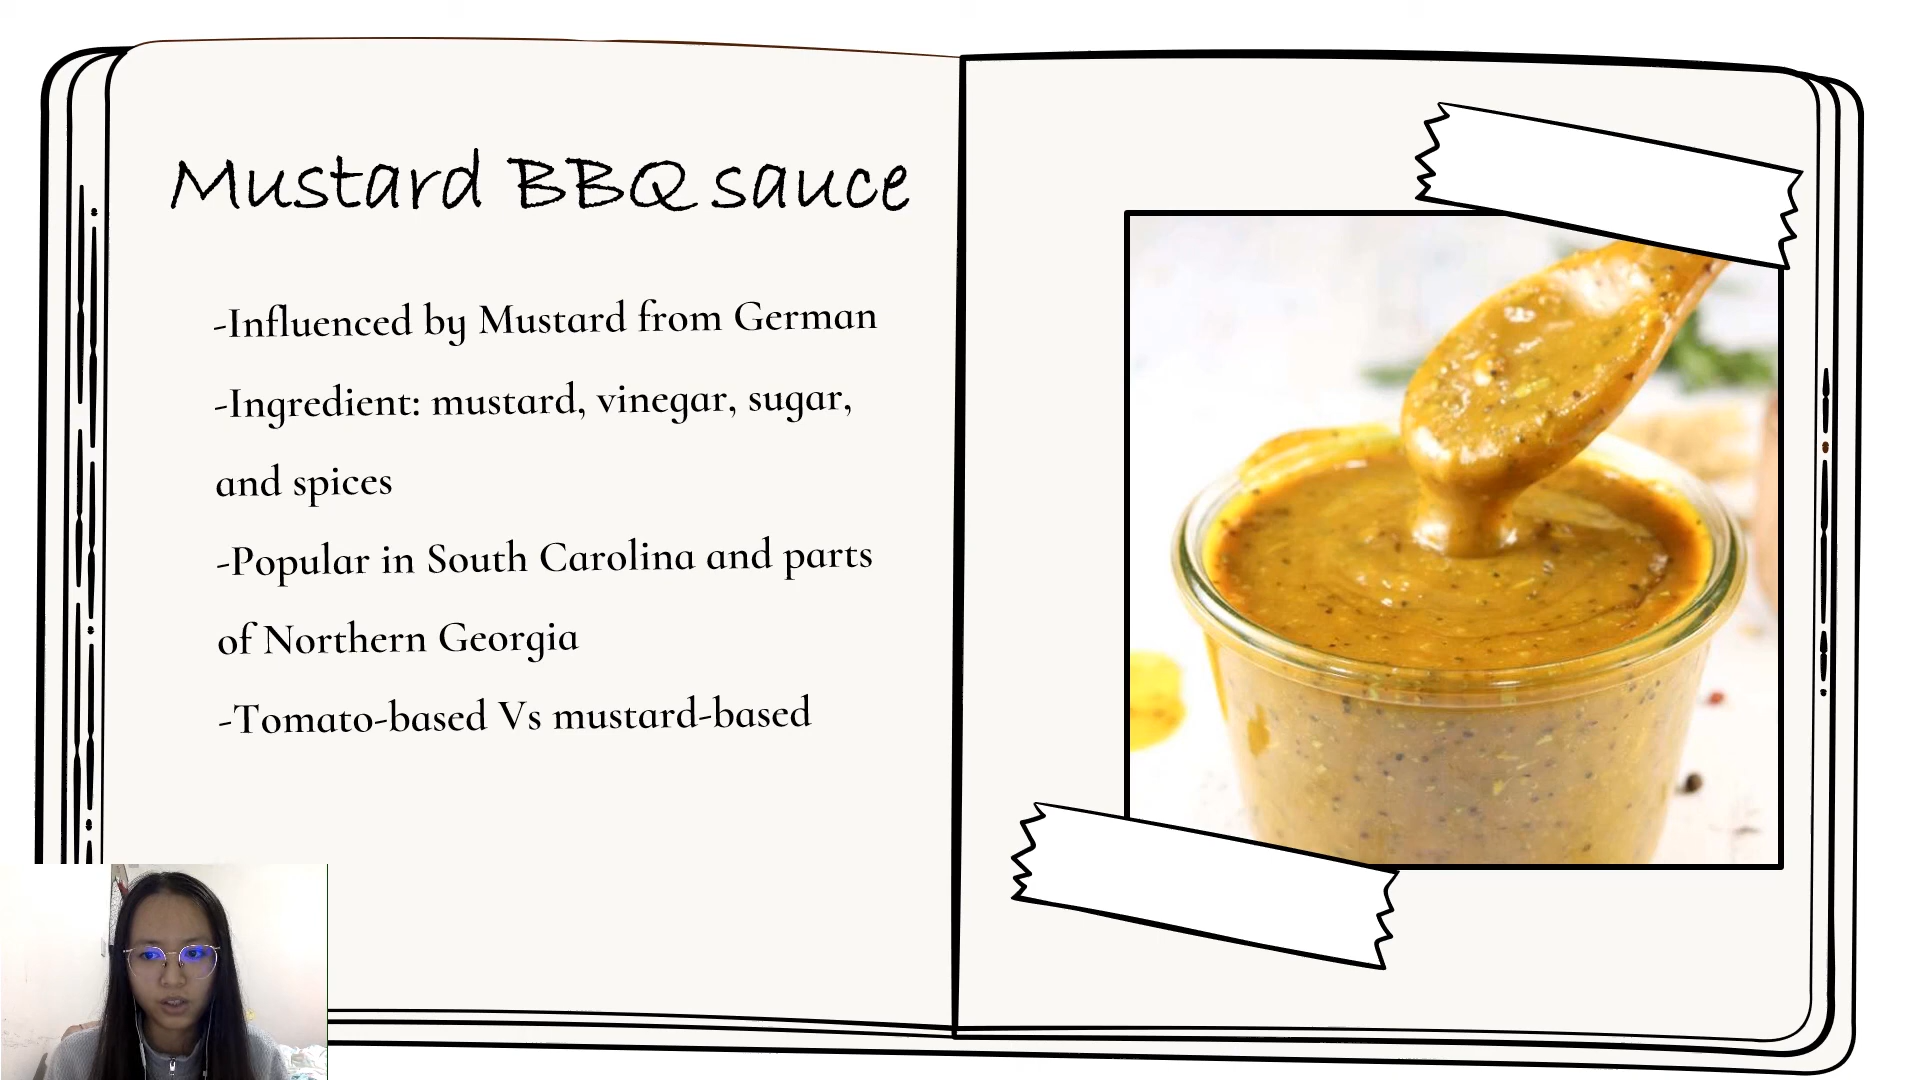 Mustard BBQ sauce
-Influenced by Mustard from German
-Ingredient: mustard, vinegar, sugar,
and spices
-Popular in South Carolina and parts
of Northern Georgia
-Tomato-based Vs mustard-based